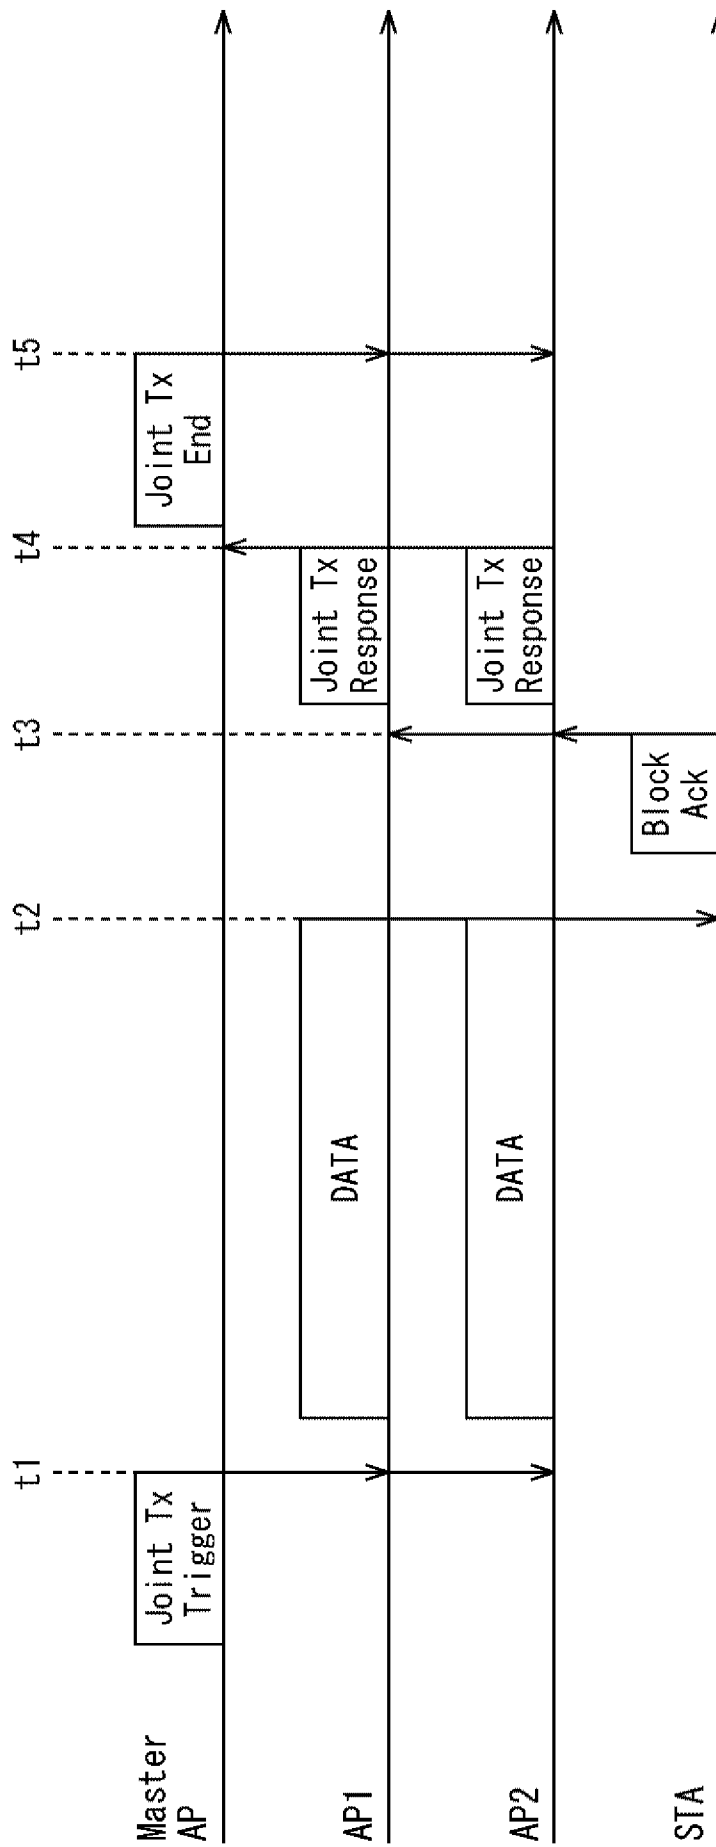 t1
t2
t3
t4
t5
Master
AP
Joint Tx
Trigger
Joint Tx
End
AP1
DATA
Joint Tx
Response
AP2
DATA
Joint Tx
Response
STA
Block
Ack